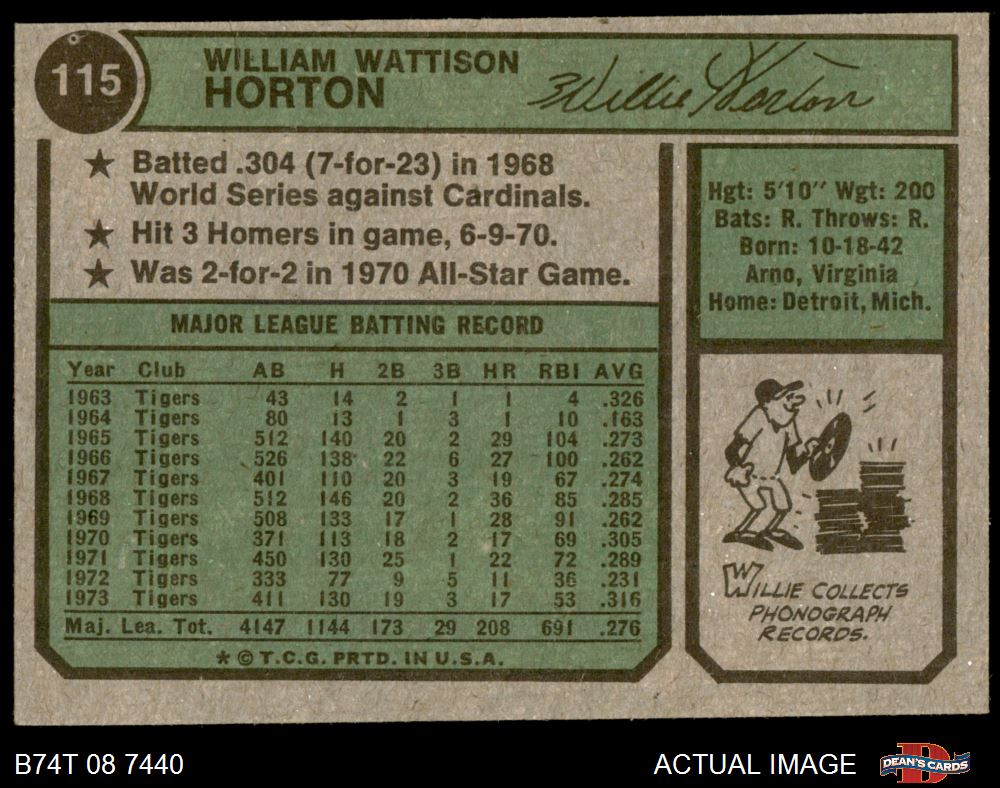 115
WILLIAM WATTISON
HORTON
Willie Horton
★ Batted .304 (7-for-23) in 1968
World Series against Cardinals.
★ Hit 3 Homers in game, 6-9-70.
★ Was 2-for-2 in 1970 All-Star Game.
MAJOR LEAGUE BATTING RECORD
Year Club AB H 2B 3B HR RBI AVG
1963 Tigers 43 14 2 1 1 4 .326
1964 Tigers 80 13 1 3 1 10 .163
1965 Tigers 512 140 20 2 29 104 .273
1966 Tigers 526 138 22 6 27 100 .262
1967 Tigers 401 110 20 3 19 67 .274
1968 Tigers 512 146 20 2 36 85 .285
1969 Tigers 508 133 17 1 28 91 .262
1970 Tigers 371 113 18 2 17 69 .305
1971 Tigers 450 130 25 1 22 72 .289
1972 Tigers 333 77 9 5 11 36 .231
1973 Tigers 411 130 19 3 17 53 .316
Maj. Lea. Tot. 4147 1144 173 29 208 691 .276
* © T.C.G. PRTD. IN U.S.A.
Hgt: 5'10" Wgt: 200
Bats: R. Throws: R.
Born: 10-18-42
Arno, Virginia
Home: Detroit, Mich.
WILLIE COLLECTS
PHONOGRAPH
RECORDS.
B74T 08 7440
ACTUAL IMAGE
D
DEAN'S CARDS